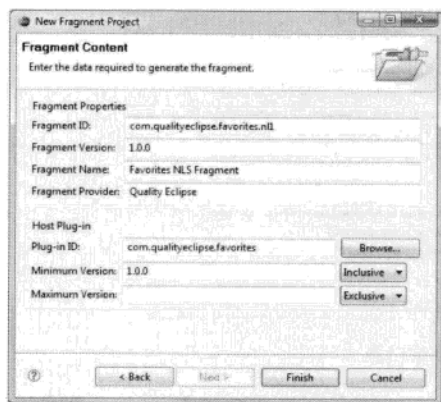 New Fragment Project
Fragment Content
Enter the data required to generate the fragment.
Fragment Properties
Fragment ID: com.qualityeclipse.favorites.nl1
Fragment Version: 1.0.0
Fragment Name: Favorites NLS Fragment
Fragment Provider: Quality Eclipse
Host Plug-in
Plug-in ID: com.qualityeclipse.favorites Browse...
Minimum Version: 1.0.0 Inclusive
Maximum Version: Exclusive
< Back Next > Finish Cancel